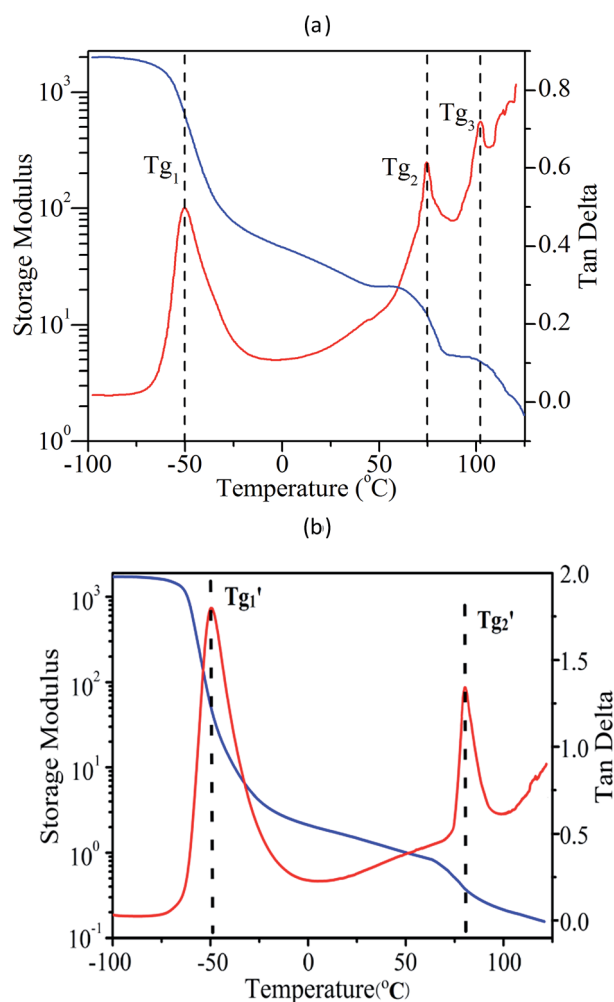 (a)
Storage Modulus
10³
10²
10¹
10⁰
Tg₁
Tg₂
Tg₃
0.8
0.6
0.4
0.2
0.0
Tan Delta
-100 -50 0 50 100
Temperature (°C)
(b)
Storage Modulus
10³
10²
10¹
10⁰
10⁻¹
Tg₁'
Tg₂'
2.0
1.5
1.0
0.5
0.0
Tan Delta
-100 -50 0 50 100
Temperature(°C)